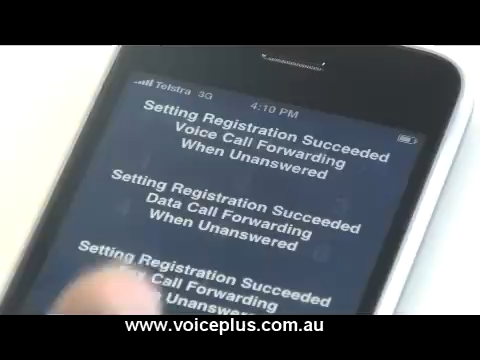 Telstra 3G 4:10 PM
Setting Registration Succeeded
Voice Call Forwarding
When Unanswered
Setting Registration Succeeded
Data Call Forwarding
When Unanswered
Setting Registration Succeeded
Call Forwarding
Unanswered
www.voiceplus.com.au